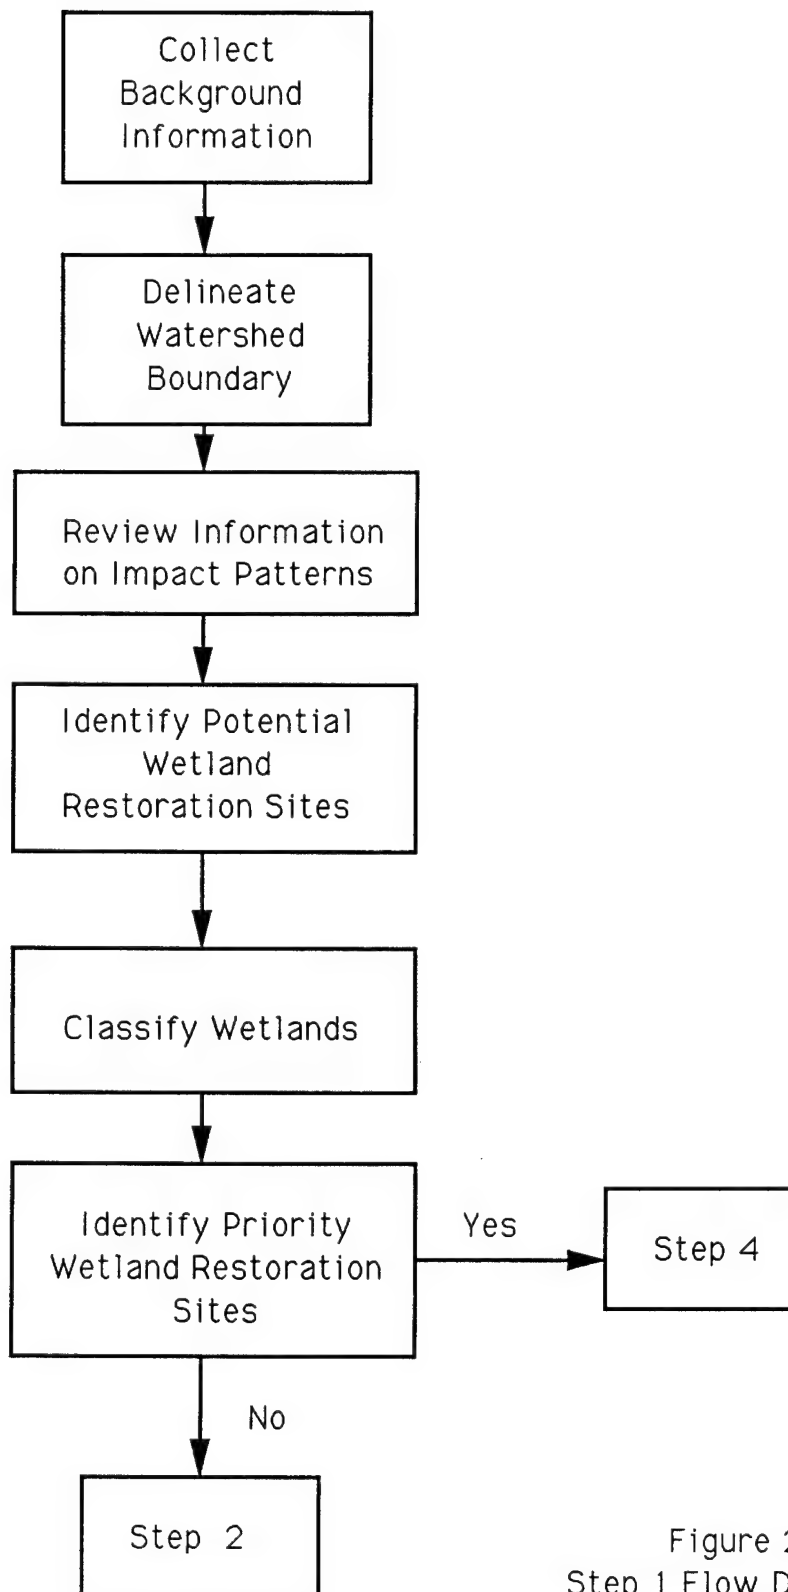 Collect
Background
Information
Delineate
Watershed
Boundary
Review Information
on Impact Patterns
Identify Potential
Wetland
Restoration Sites
Classify Wetlands
Identify Priority
Wetland Restoration
Sites
Yes
Step 4
No
Step 2
Figure
Step 1 Flow